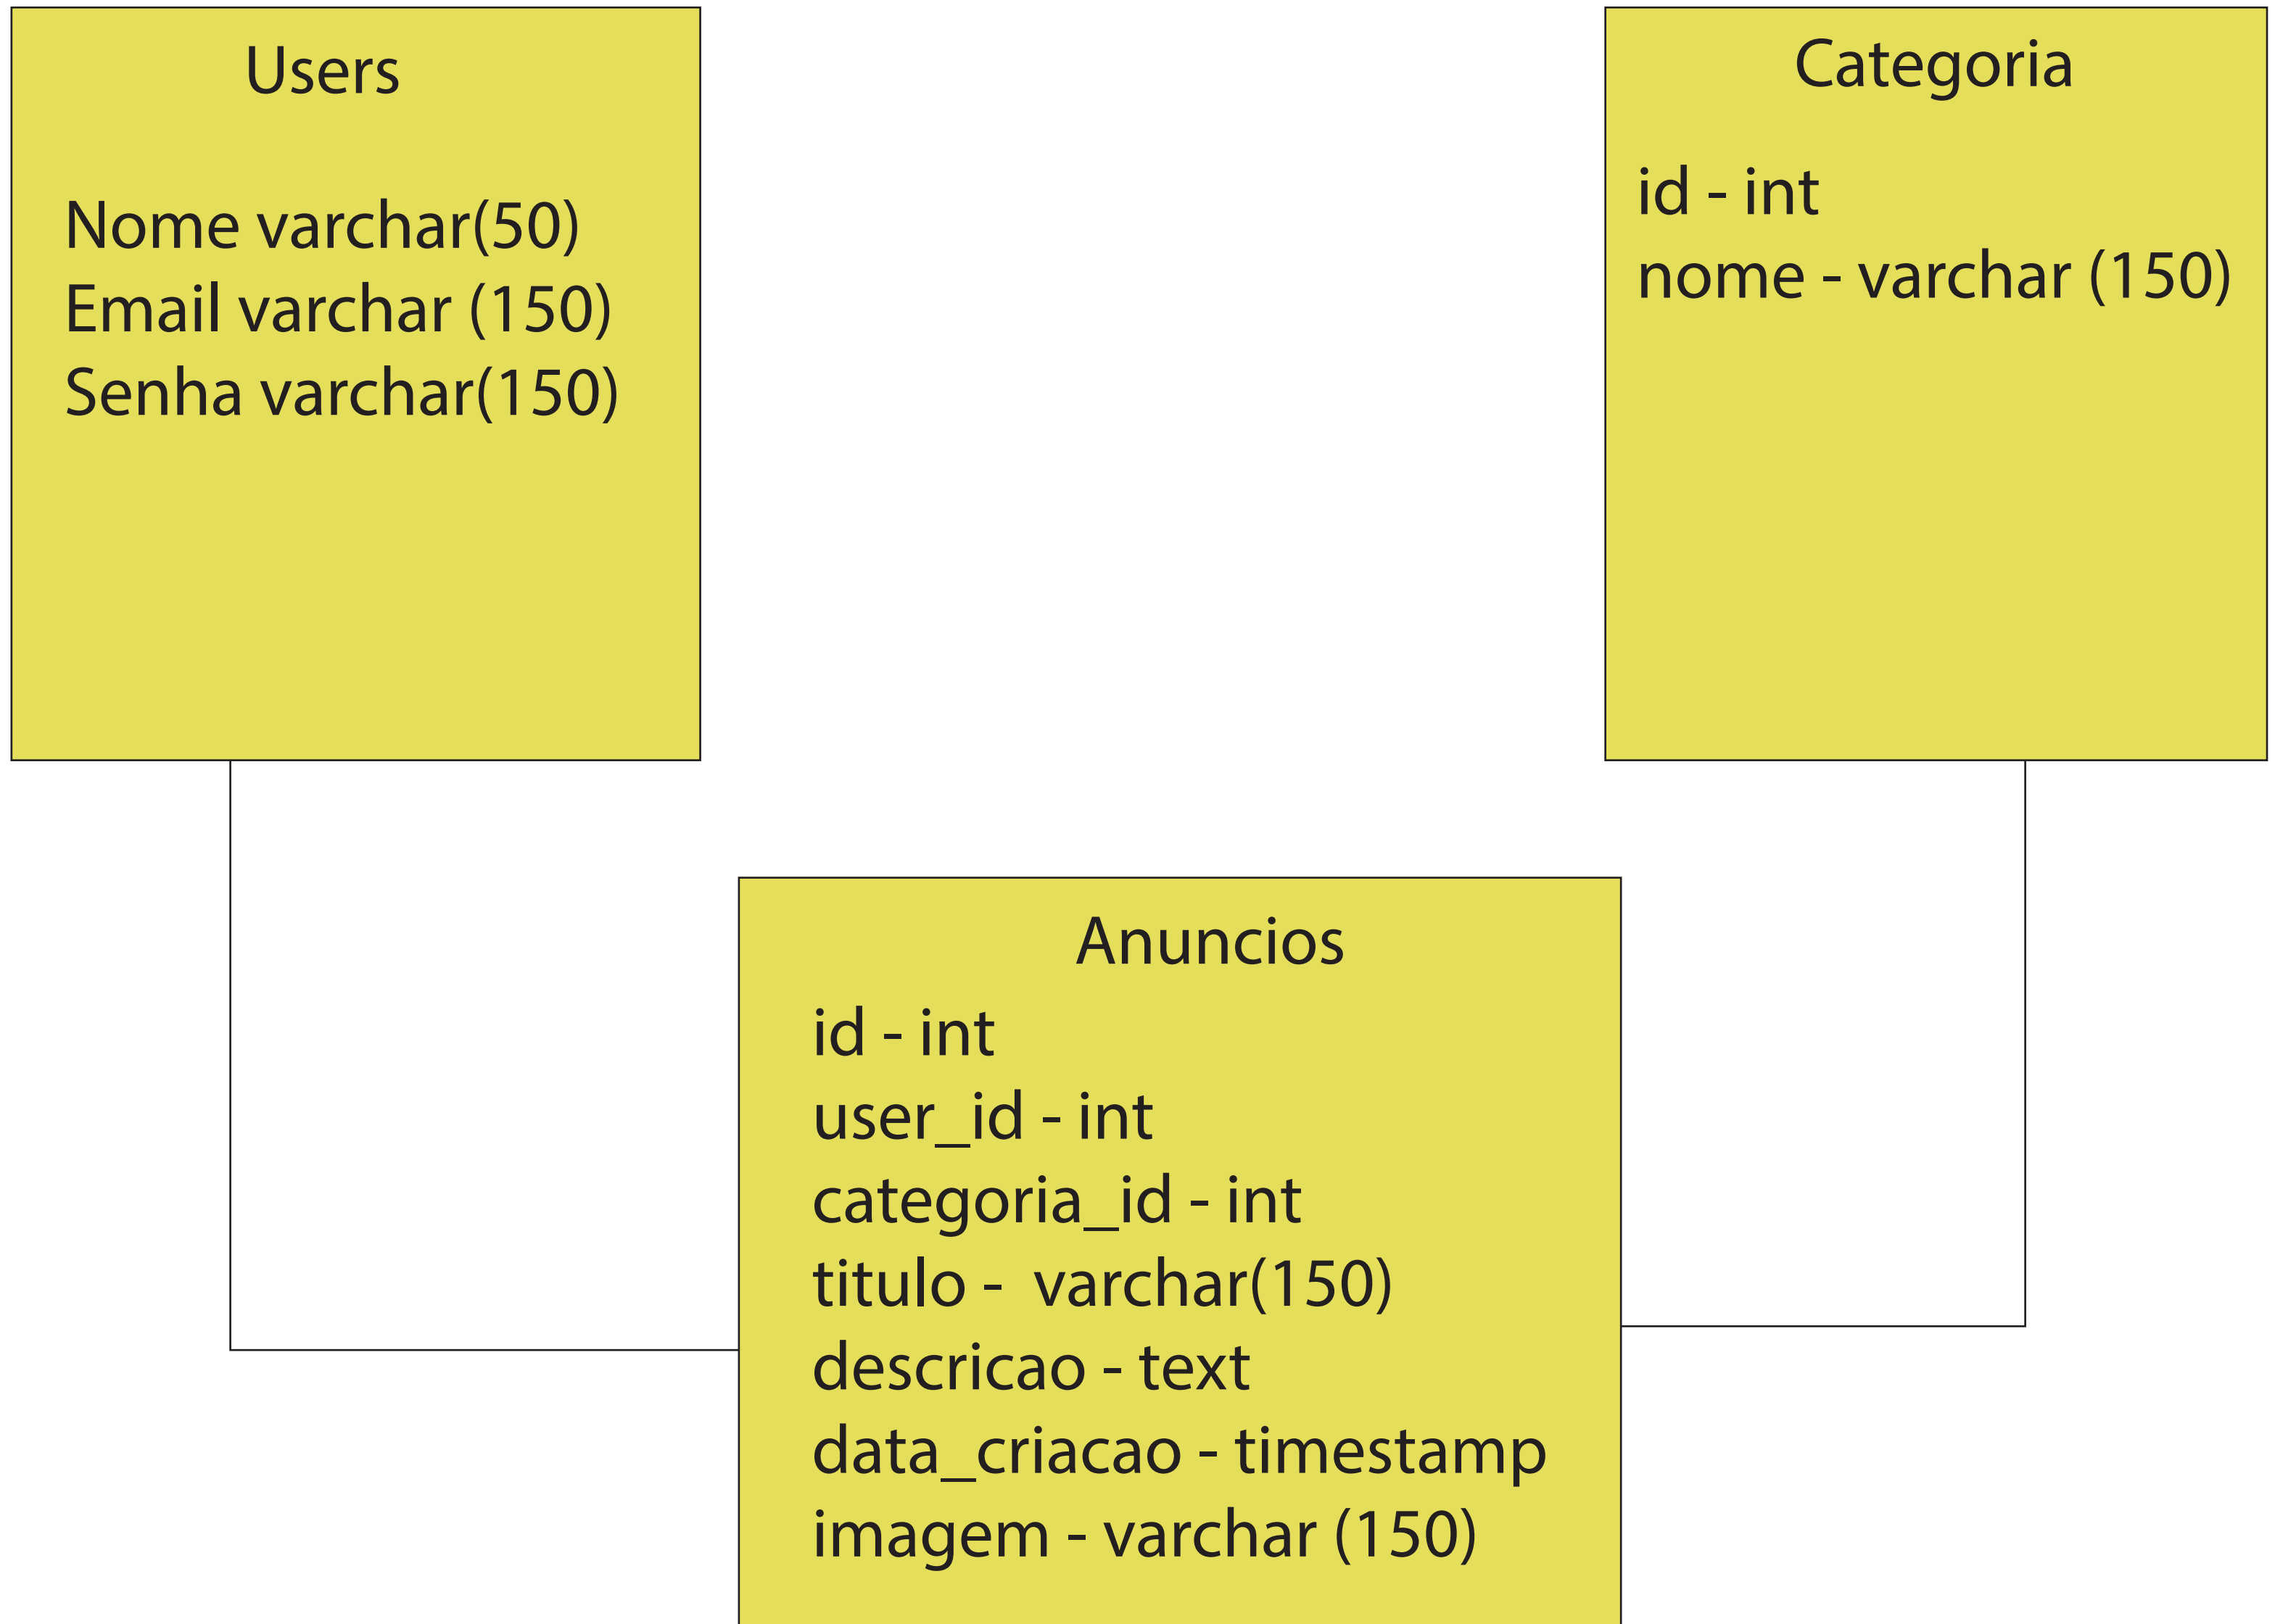 Users
Nome varchar(50)
Email varchar (150)
Senha varchar(150)
Categoria
id - int
nome - varchar (150)
Anuncios
id - int
user_id - int
categoria_id - int
titulo -  varchar(150)
descricao - text
data_criacao - timestamp
imagem - varchar (150)